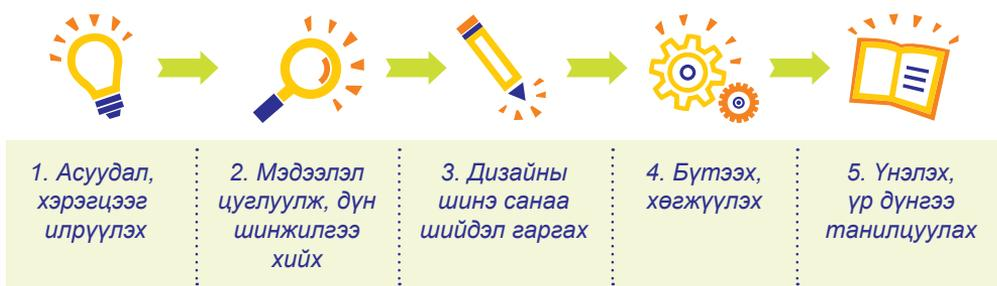 1. Асуудал,
хэрэгцээг
илрүүлэх
2. Мэдээлэл
цуглуулж, дүн
шинжилгээ
хийх
3. Дизайны
шинэ санаа
шийдэл гаргах
4. Бүтээх,
хөгжүүлэх
5. Үнэлэх,
үр дүнгээ
танилцуулах